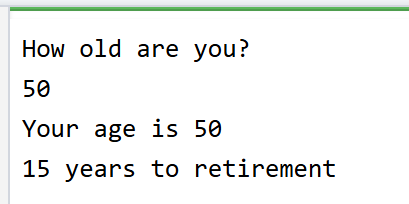 How old are you?
50
Your age is 50
15 years to retirement